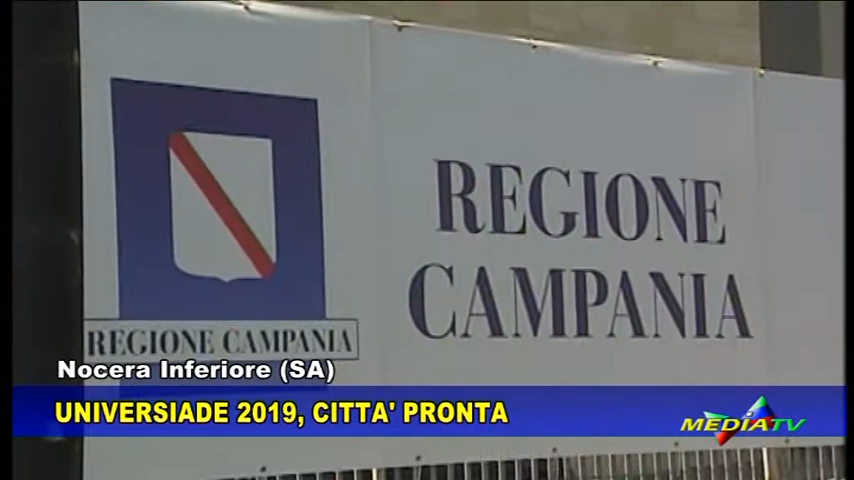 REGIONE
CAMPANIA
REGIONE CAMPANIA
Nocera Inferiore (SA)
UNIVERSIADE 2019, CITTA' PRONTA
MEDIATV